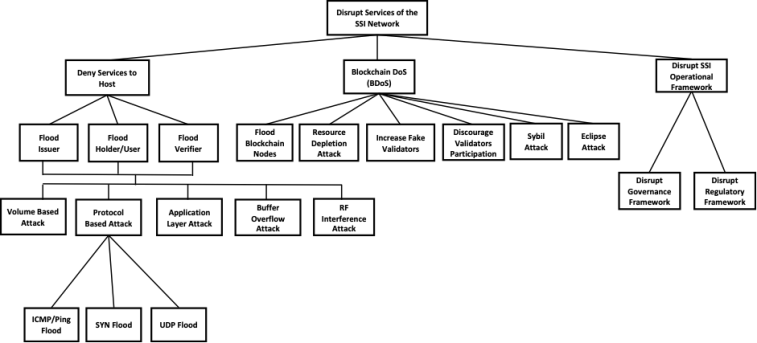 Disrupt Services of the
SSI Network
Deny Services to
Host
Blockchain DoS
(BDoS)
Disrupt SSI
Operational
Framework
Flood
Issuer
Flood
Holder/User
Flood
Verifier
Flood
Blockchain
Nodes
Resource
Depletion
Attack
Increase Fake
Validators
Discourage
Validators
Participation
Sybil
Attack
Eclipse
Attack
Disrupt
Governance
Framework
Disrupt
Regulatory
Framework
Volume Based
Attack
Protocol
Based Attack
Application
Layer Attack
Buffer
Overflow
Attack
RF
Interference
Attack
ICMP/Ping
Flood
SYN Flood
UDP Flood